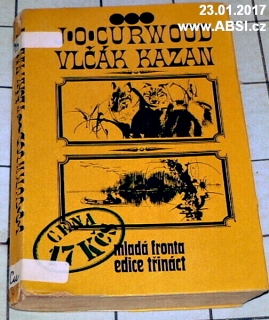 23.01.2017
www.ABSI.cz
J·O·CURWOOD
VLČÁK KAZAN
CENA
17 Kčs
mladá fronta
edice třináct